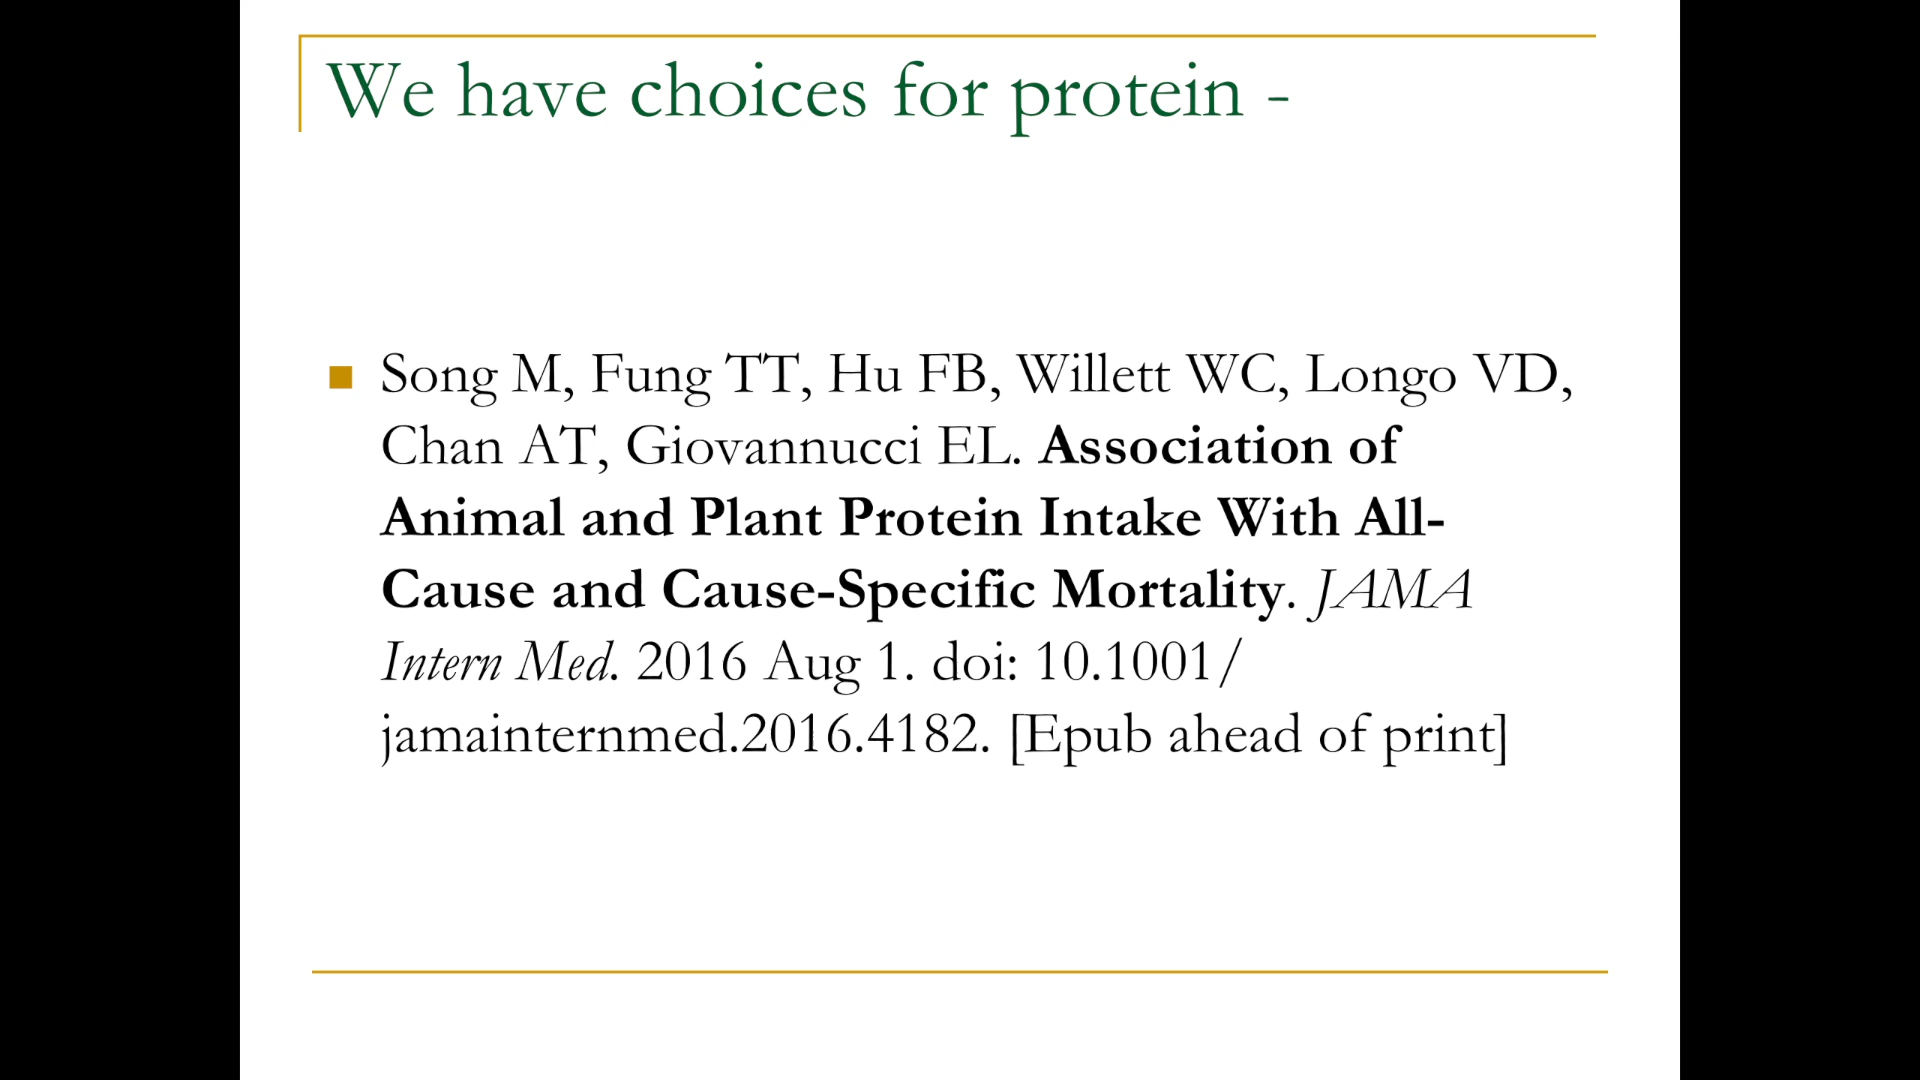 We have choices for protein -
Song M, Fung TT, Hu FB, Willett WC, Longo VD,
Chan AT, Giovannucci EL. Association of
Animal and Plant Protein Intake With All-
Cause and Cause-Specific Mortality. JAMA
Intern Med. 2016 Aug 1. doi: 10.1001/
jamainternmed.2016.4182. [Epub ahead of print]